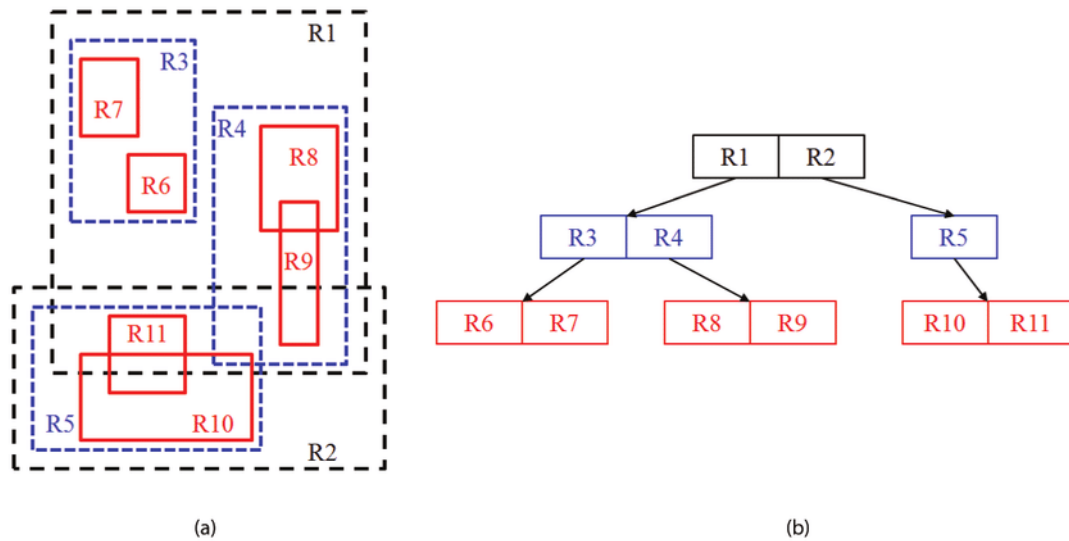 R1
R3
R7
R4
R8
R6
R9
R11
R5
R10
R2
(a)
R1 R2
R3 R4 R5
R6 R7 R8 R9 R10 R11
(b)